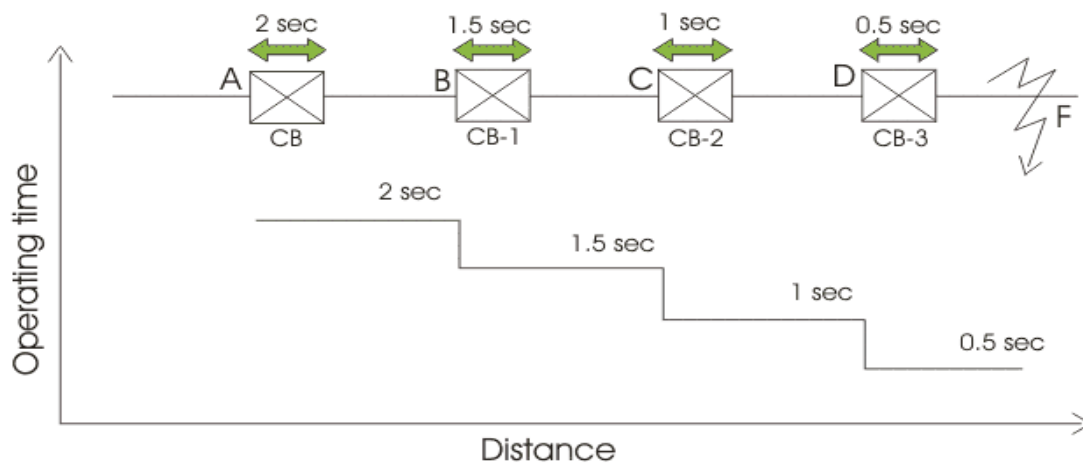 2 sec
1.5 sec
1 sec
0.5 sec
A
B
C
D
F
CB
CB-1
CB-2
CB-3
2 sec
1.5 sec
1 sec
0.5 sec
Operating time
Distance